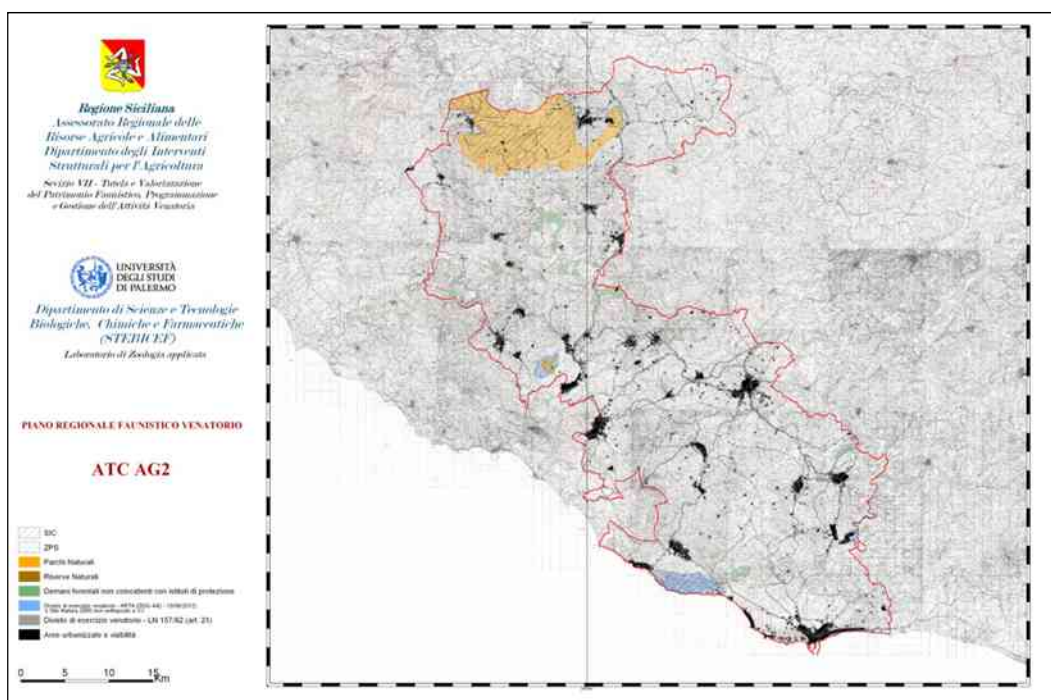 Regione Siciliana
Assessorato Regionale delle
Risorse Agricole e Alimentari
Dipartimento degli Interventi
Strutturali per l'Agricoltura
Sevizio VII - Tutela e Valorizzazione
del Patrimonio Faunistico, Programmazione
e Gestione dell'Attività Venatoria
UNIVERSITÀ
DEGLI STUDI
DI PALERMO
Dipartimento di Scienze e Tecnologie
Biologiche, Chimiche e Farmaceutiche
(STEBICEF)
Laboratorio di Zoologia applicata
PIANO REGIONALE FAUNISTICO VENATORIO
ATC AG2
SIC
ZPS
Parchi Naturali
Riserve Naturali
Demani forestali non coincidenti con istituti di protezione
Divieto di esercizio venatorio - LN 157/92 (art. 21)
Aree urbanizzate e viabilità
0 5 10 15 Km